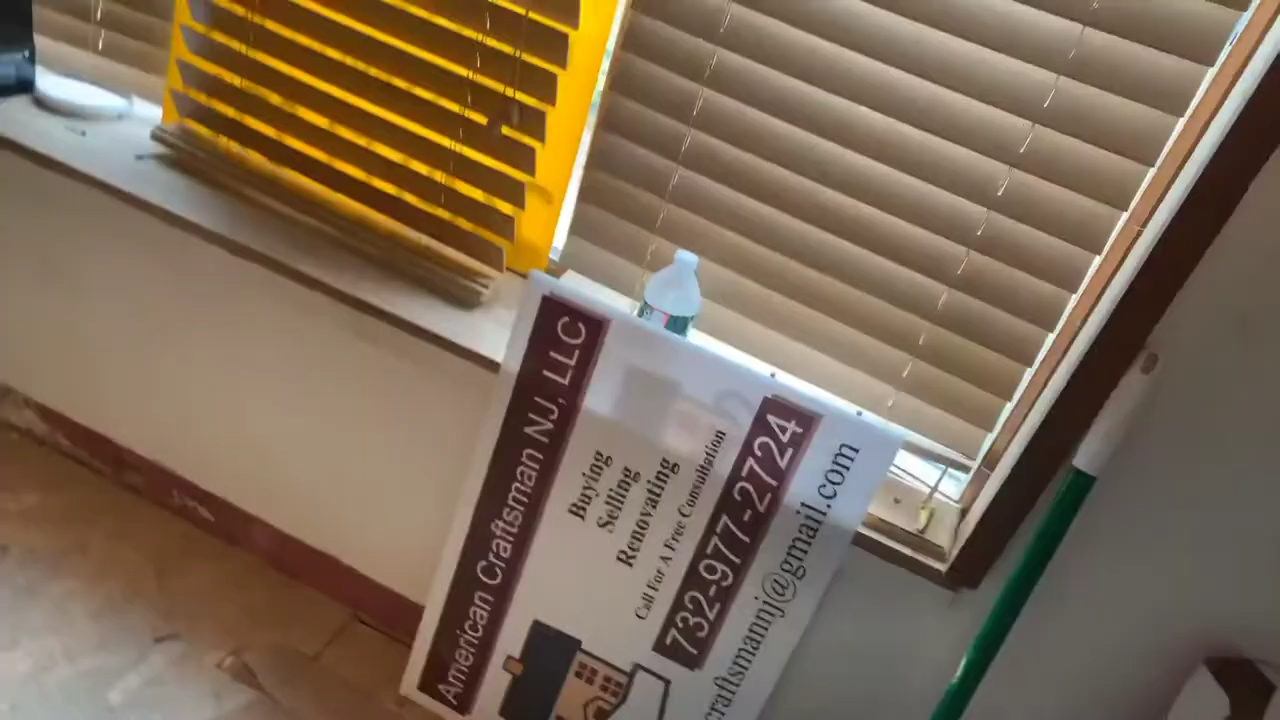 American Craftsman NJ, LLC
Buying
Selling
Renovating
Call For A Free Consultation
732-977-2724
craftsmannj@gmail.com